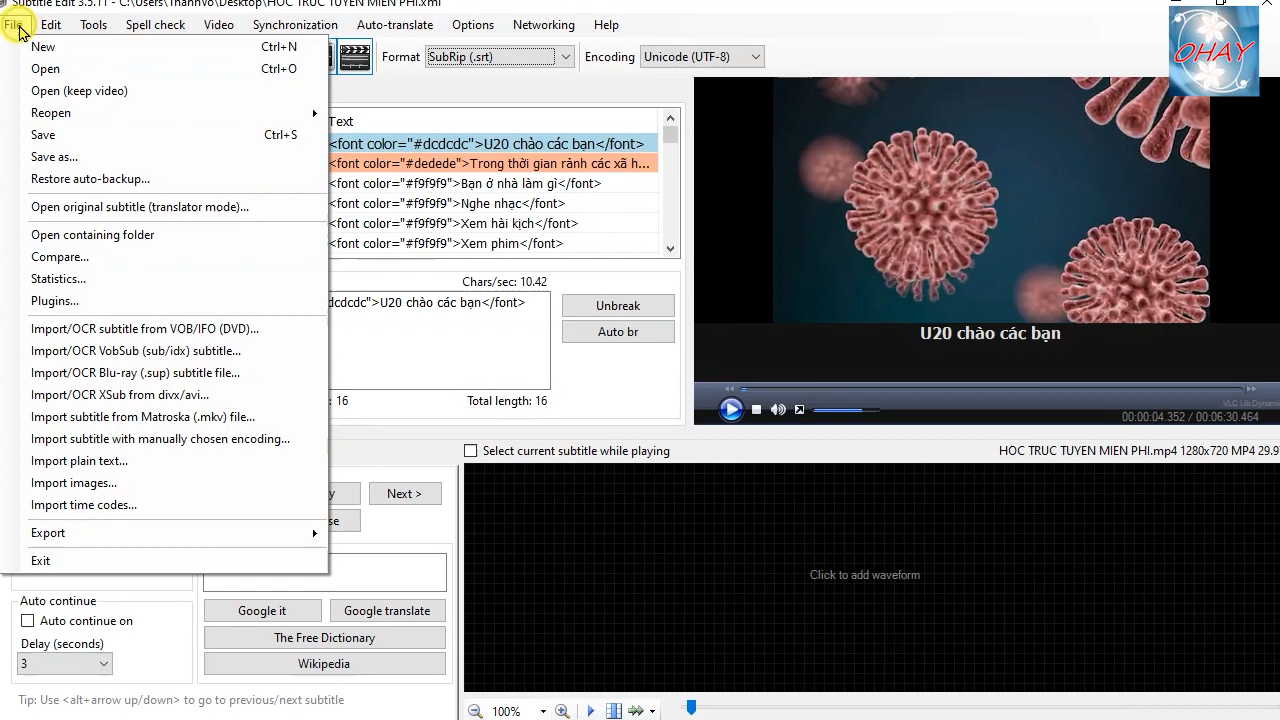 Subtitle Edit 3.5.11 - C:\Users\ThanhVo\Desktop\HOC TRUC TUYEN MIEN PHI.xml
File Edit Tools Spell check Video Synchronization Auto-translate Options Networking Help
OHAY
New Ctrl+N
Open Ctrl+O
Open (keep video)
Reopen
Save Ctrl+S
Save as...
Restore auto-backup...
Open original subtitle (translator mode)...
Open containing folder
Compare...
Statistics...
Plugins...
Import/OCR subtitle from VOB/IFO (DVD)...
Import/OCR VobSub (sub/idx) subtitle...
Import/OCR Blu-ray (.sup) subtitle file...
Import/OCR XSub from divx/avi...
from Matroska (.mkv) file...
Import subtitle with manually chosen encoding...
Import plain text...
Import images...
Import time codes...
Export
Exit
Format SubRip (.srt) Encoding Unicode (UTF-8)
Text
<font color="#dcdcdc">U20 chào các bạn</font>
<font color="#dedede">Trong thời gian rảnh các xã h...
<font color="#f9f9f9">Bạn ở nhà làm gì</font>
<font color="#f9f9f9">Nghe nhạc</font>
<font color="#f9f9f9">Xem hài kịch</font>
<font color="#f9f9f9">Xem phim</font>
Chars/sec: 10.42
dcdcdc">U20 chào các bạn</font>
Unbreak
Auto br
: 16 Total length: 16
U20 chào các bạn
VLC Lib Dynamic
00:00:04.352 / 00:06:30.464
Select current subtitle while playing
HOC TRUC TUYEN MIEN PHI.mp4 1280x720 MP4 29.9
y Next >
se
Click to add waveform
Auto continue
Auto continue on
Delay (seconds)
3
Google it Google translate
The Free Dictionary
Wikipedia
Tip: Use <alt+arrow up/down> to go to previous/next subtitle
100%